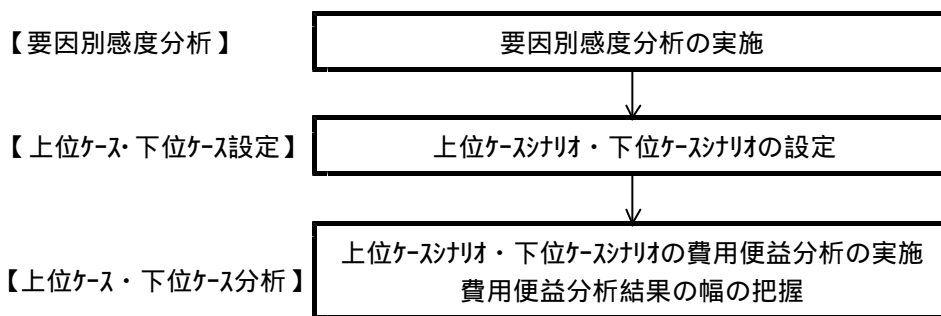 【要因別感度分析】
要因別感度分析の実施
【上位ｹｰｽ・下位ｹｰｽ設定】
上位ｹｰｽｼﾅﾘｵ・下位ｹｰｽｼﾅﾘｵの設定
【上位ｹｰｽ・下位ｹｰｽ分析】
上位ｹｰｽｼﾅﾘｵ・下位ｹｰｽｼﾅﾘｵの費用便益分析の実施
費用便益分析結果の幅の把握